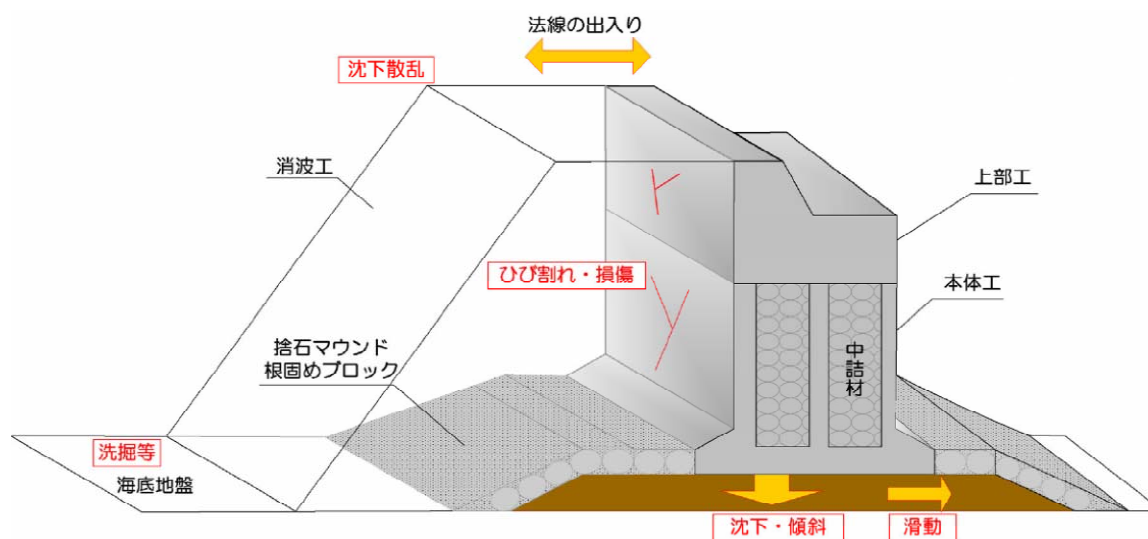 法線の出入り
沈下散乱
消波工
上部工
ひび割れ・損傷
本体工
捨石マウンド
根固めブロック
中詰材
洗掘等
海底地盤
沈下・傾斜
滑動